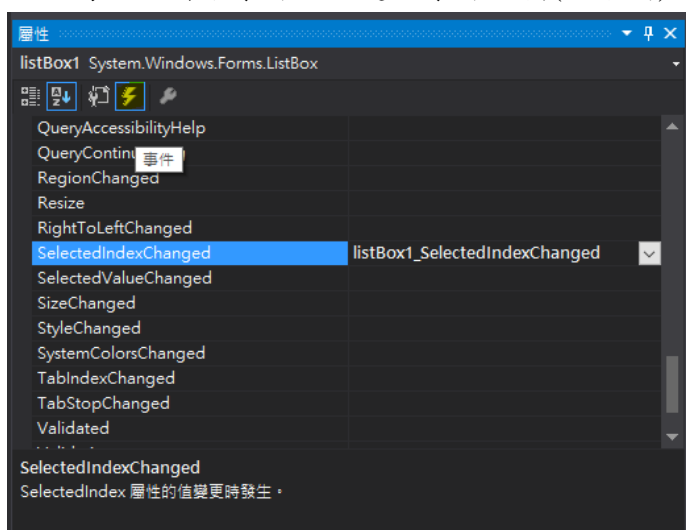 屬性
listBox1 System.Windows.Forms.ListBox
QueryAccessibilityHelp
QueryContinu
事件
RegionChanged
Resize
RightToLeftChanged
SelectedIndexChanged listBox1_SelectedIndexChanged
SelectedValueChanged
SizeChanged
StyleChanged
SystemColorsChanged
TabIndexChanged
TabStopChanged
Validated
SelectedIndexChanged
SelectedIndex 屬性的值變更時發生。